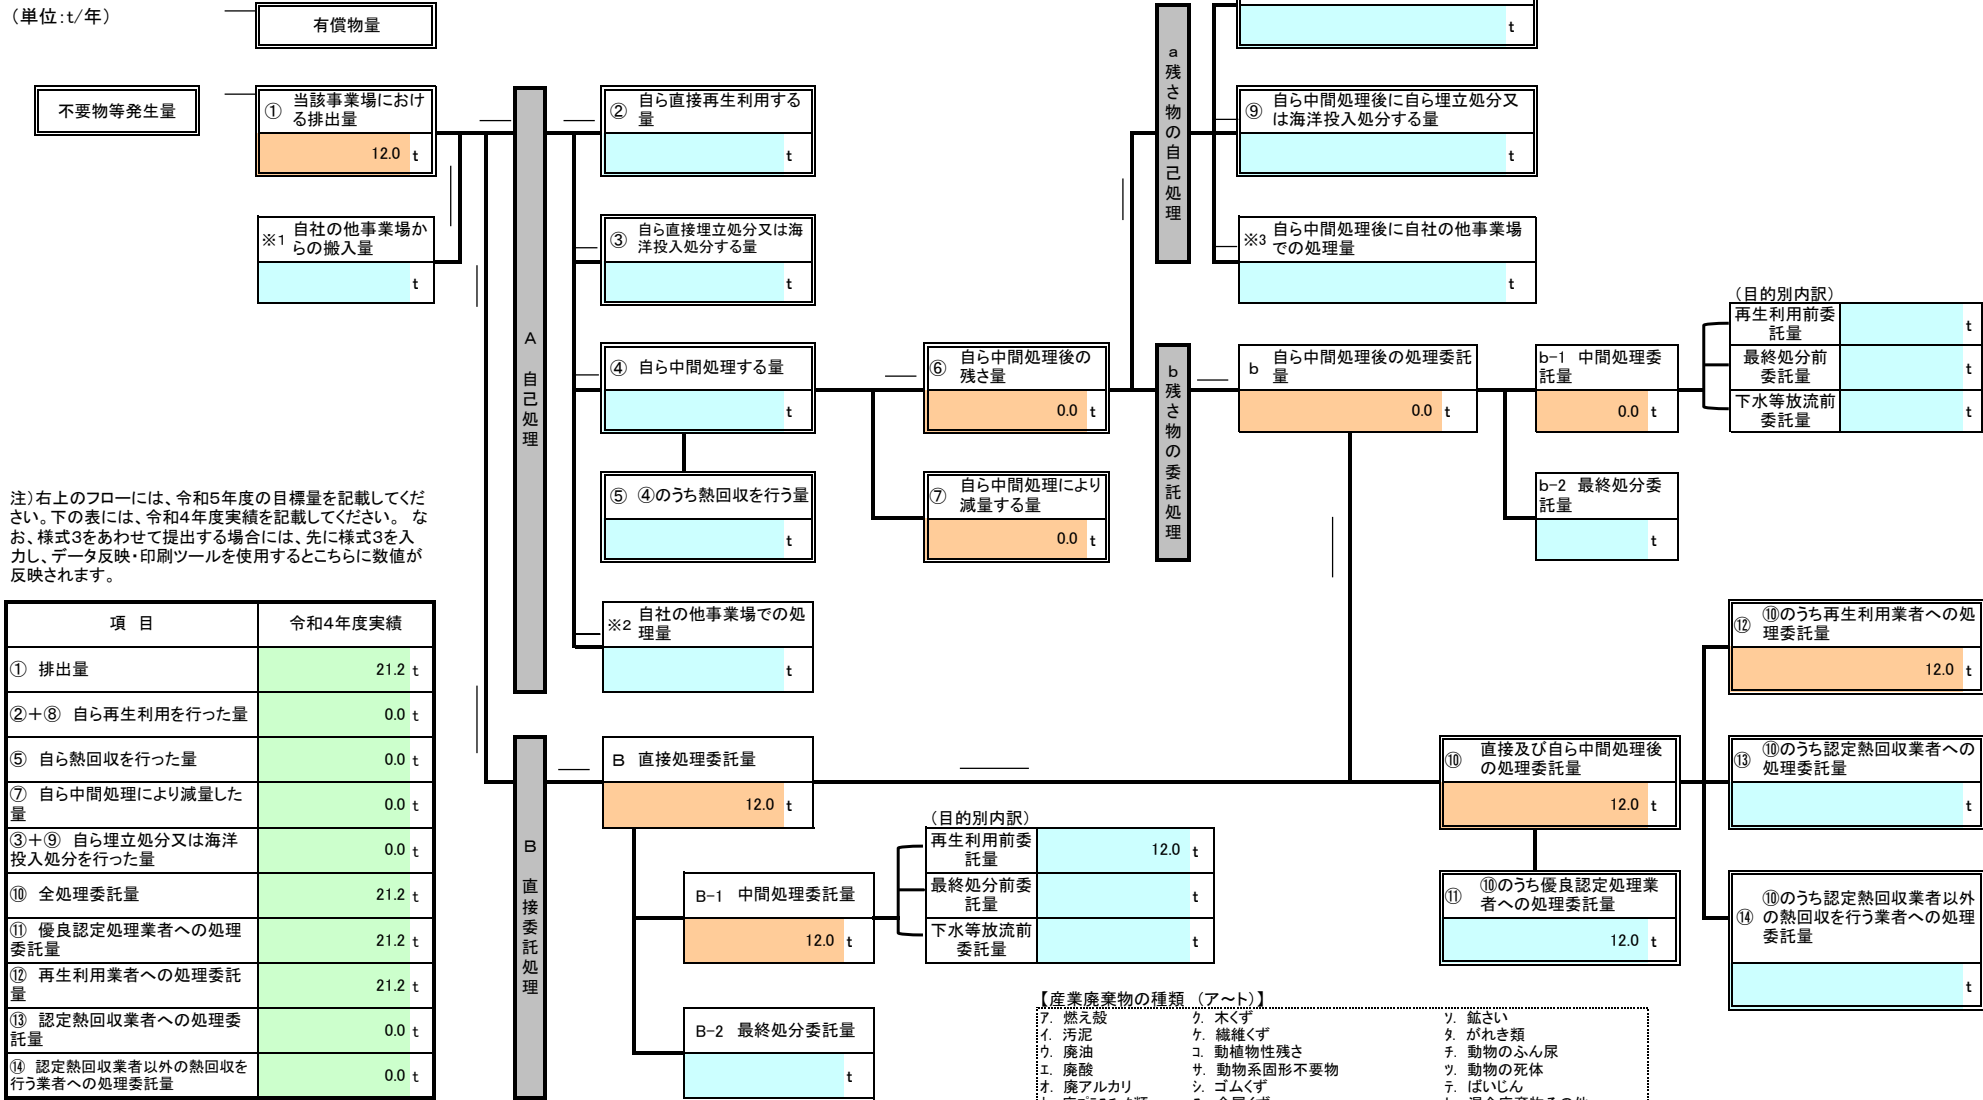 （単位：t/年）
有償物量
t
不要物等発生量
① 当該事業場におけ
る排出量
12.0 t
※1 自社の他事業場か
らの搬入量
t
A 自己処理
② 自ら直接再生利用する
量
t
③ 自ら直接埋立処分又は海
洋投入処分する量
t
④ 自ら中間処理する量
t
⑤ ④のうち熱回収を行う量
t
※2 自社の他事業場での処
理量
t
⑥ 自ら中間処理後の
残さ量
0.0 t
⑦ 自ら中間処理により
減量する量
0.0 t
a 残さ物の自己処理
⑨ 自ら中間処理後に自ら埋立処分又
は海洋投入処分する量
t
※3 自ら中間処理後に自社の他事業場
での処理量
t
b 残さ物の委託処理
b 自ら中間処理後の処理委託
量
0.0 t
b-1 中間処理委
託量
0.0 t
b-2 最終処分委
託量
t
（目的別内訳）
再生利用前委
託量
t
最終処分前
委託量
t
下水等放流前
委託量
t
注）右上のフローには、令和５年度の目標量を記載してくだ
さい。下の表には、令和４年度実績を記載してください。 な
お、様式３をあわせて提出する場合には、先に様式３を入
力し、データ反映・印刷ツールを使用するとこちらに数値が
反映されます。
項 目 令和４年度実績
① 排出量 21.2 t
②＋⑧ 自ら再生利用を行った量 0.0 t
⑤ 自ら熱回収を行った量 0.0 t
⑦ 自ら中間処理により減量した
量 0.0 t
③＋⑨ 自ら埋立処分又は海洋
投入処分を行った量 0.0 t
⑩ 全処理委託量 21.2 t
⑪ 優良認定処理業者への処理
委託量 21.2 t
⑫ 再生利用業者への処理委託
量 21.2 t
⑬ 認定熱回収業者への処理委
託量 0.0 t
⑭ 認定熱回収業者以外の熱回収を
行う業者への処理委託量 0.0 t
B 直接委託処理
B 直接処理委託量
12.0 t
B-1 中間処理委託量
12.0 t
B-2 最終処分委託量
t
（目的別内訳）
再生利用前委
託量
12.0 t
最終処分前委
託量
t
下水等放流前
委託量
t
⑩ 直接及び自ら中間処理後
の処理委託量
12.0 t
⑪ ⑩のうち優良認定処理業
者への処理委託量
12.0 t
⑫ ⑩のうち再生利用業者への処
理委託量
12.0 t
⑬ ⑩のうち認定熱回収業者への
処理委託量
t
⑭ ⑩のうち認定熱回収業者以外
の熱回収を行う業者への処理
委託量
t
【産業廃棄物の種類 （ア～ト）】
ア. 燃え殻 ク. 木くず ソ. 鉱さい
イ. 汚泥 ケ. 繊維くず タ. がれき類
ウ. 廃油 コ. 動植物性残さ チ. 動物のふん尿
エ. 廃酸 サ. 動物系固形不要物 ツ. 動物の死体
オ. 廃アルカリ シ. ゴムくず テ. ばいじん